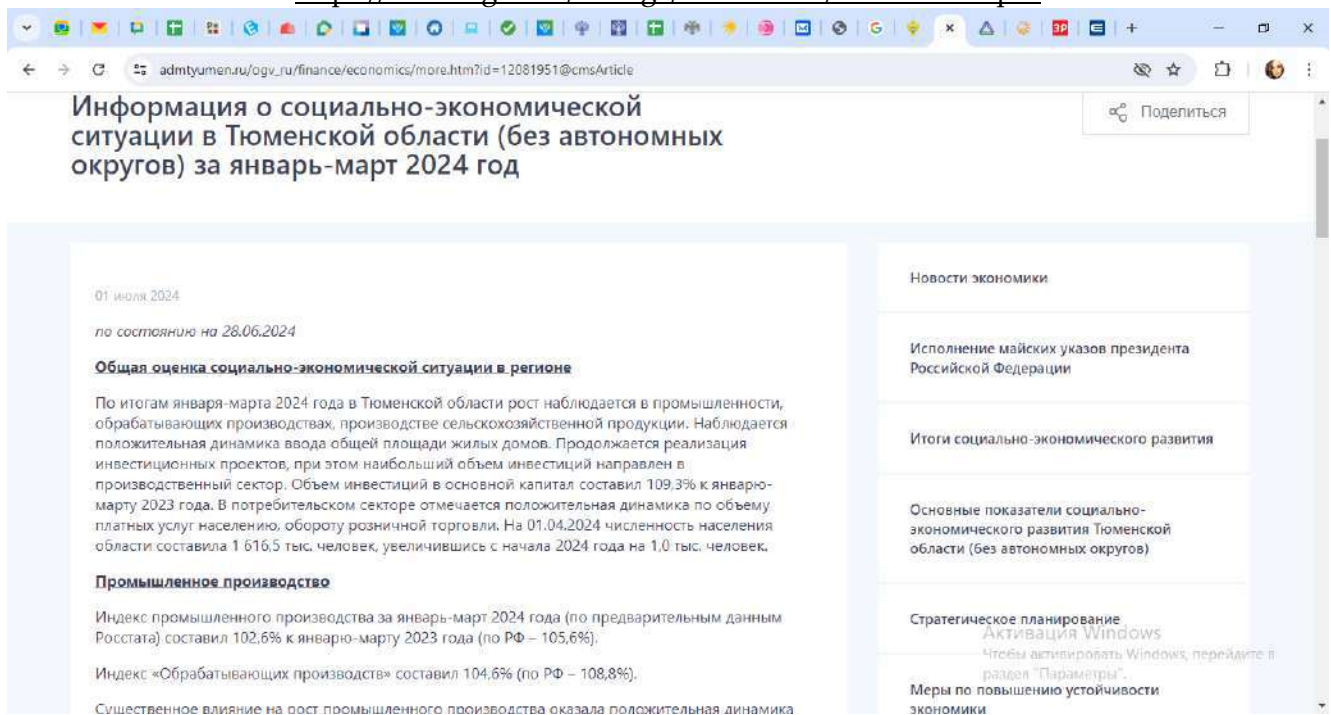 admtyumen.ru/ogv_ru/finance/economics/more.htm?id=12081951@cmsArticle
Информация о социально-экономической
ситуации в Тюменской области (без автономных
округов) за январь-март 2024 год
Поделиться
01 июля 2024
по состоянию на 28.06.2024
Общая оценка социально-экономической ситуации в регионе
По итогам января-марта 2024 года в Тюменской области рост наблюдается в промышленности,
обрабатывающих производствах, производстве сельскохозяйственной продукции. Наблюдается
положительная динамика ввода общей площади жилых домов. Продолжается реализация
инвестиционных проектов, при этом наибольший объем инвестиций направлен в
производственный сектор. Объем инвестиций в основной капитал составил 109,3% к январю-
марту 2023 года. В потребительском секторе отмечается положительная динамика по объему
платных услуг населению, обороту розничной торговли. На 01.04.2024 численность населения
области составила 1 616,5 тыс. человек, увеличившись с начала 2024 года на 1,0 тыс. человек.
Промышленное производство
Индекс промышленного производства за январь-март 2024 года (по предварительным данным
Росстата) составил 102,6% к январю-марту 2023 года (по РФ – 105,6%).
Индекс «Обрабатывающих производств» составил 104,6% (по РФ – 108,8%).
Существенное влияние на рост промышленного производства оказала положительная динамика
Новости экономики
Исполнение майских указов президента
Российской Федерации
Итоги социально-экономического развития
Основные показатели социально-
экономического развития Тюменской
области (без автономных округов)
Стратегическое планирование
Активация Windows
Чтобы активировать Windows, перейдите в
раздел "Параметры".
Меры по повышению устойчивости
экономики